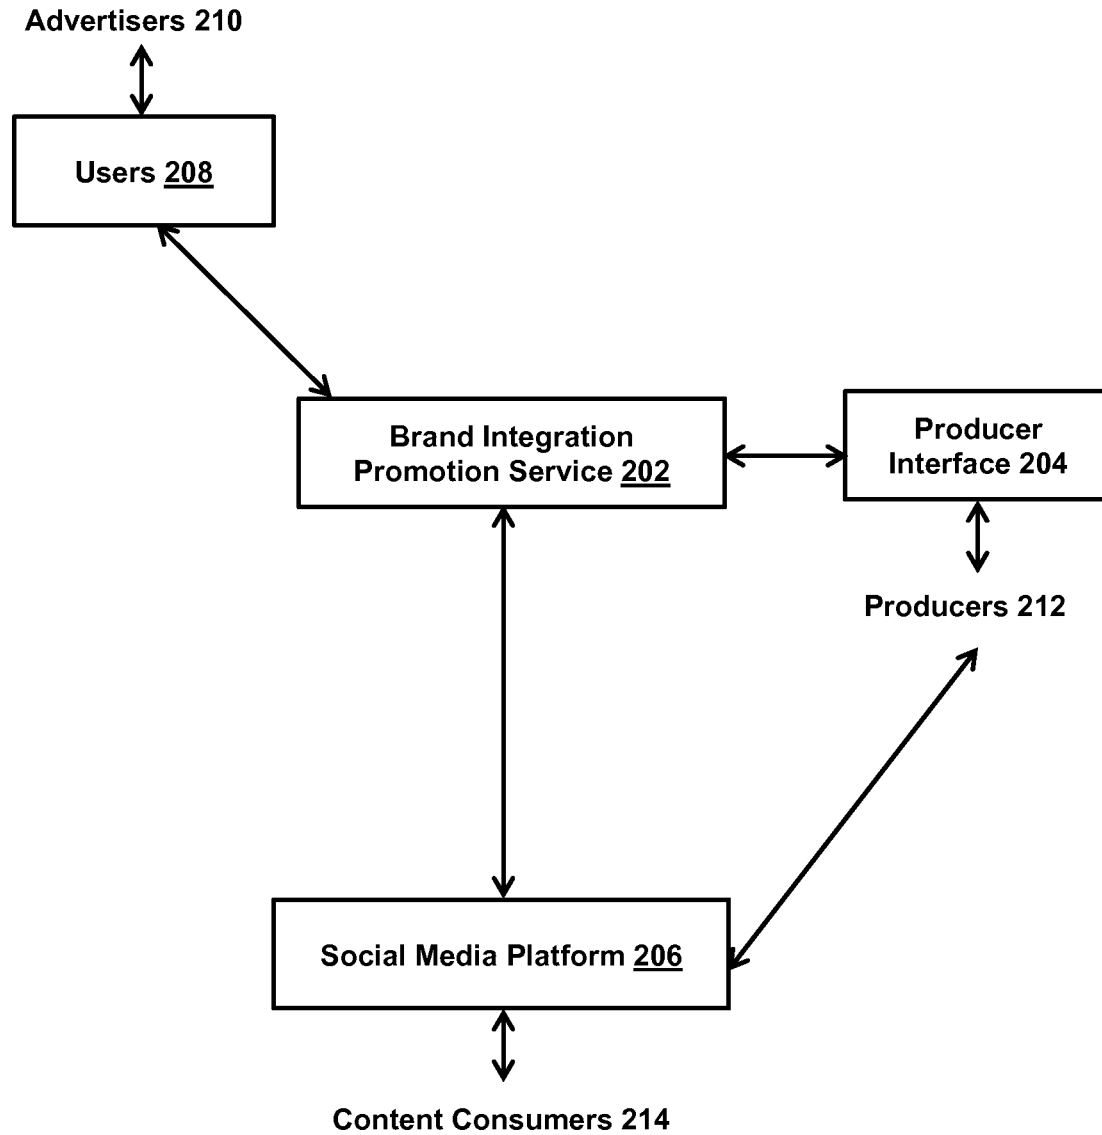 Advertisers 210
Users 208
Brand Integration
Promotion Service 202
Producer
Interface 204
Producers 212
Social Media Platform 206
Content Consumers 214